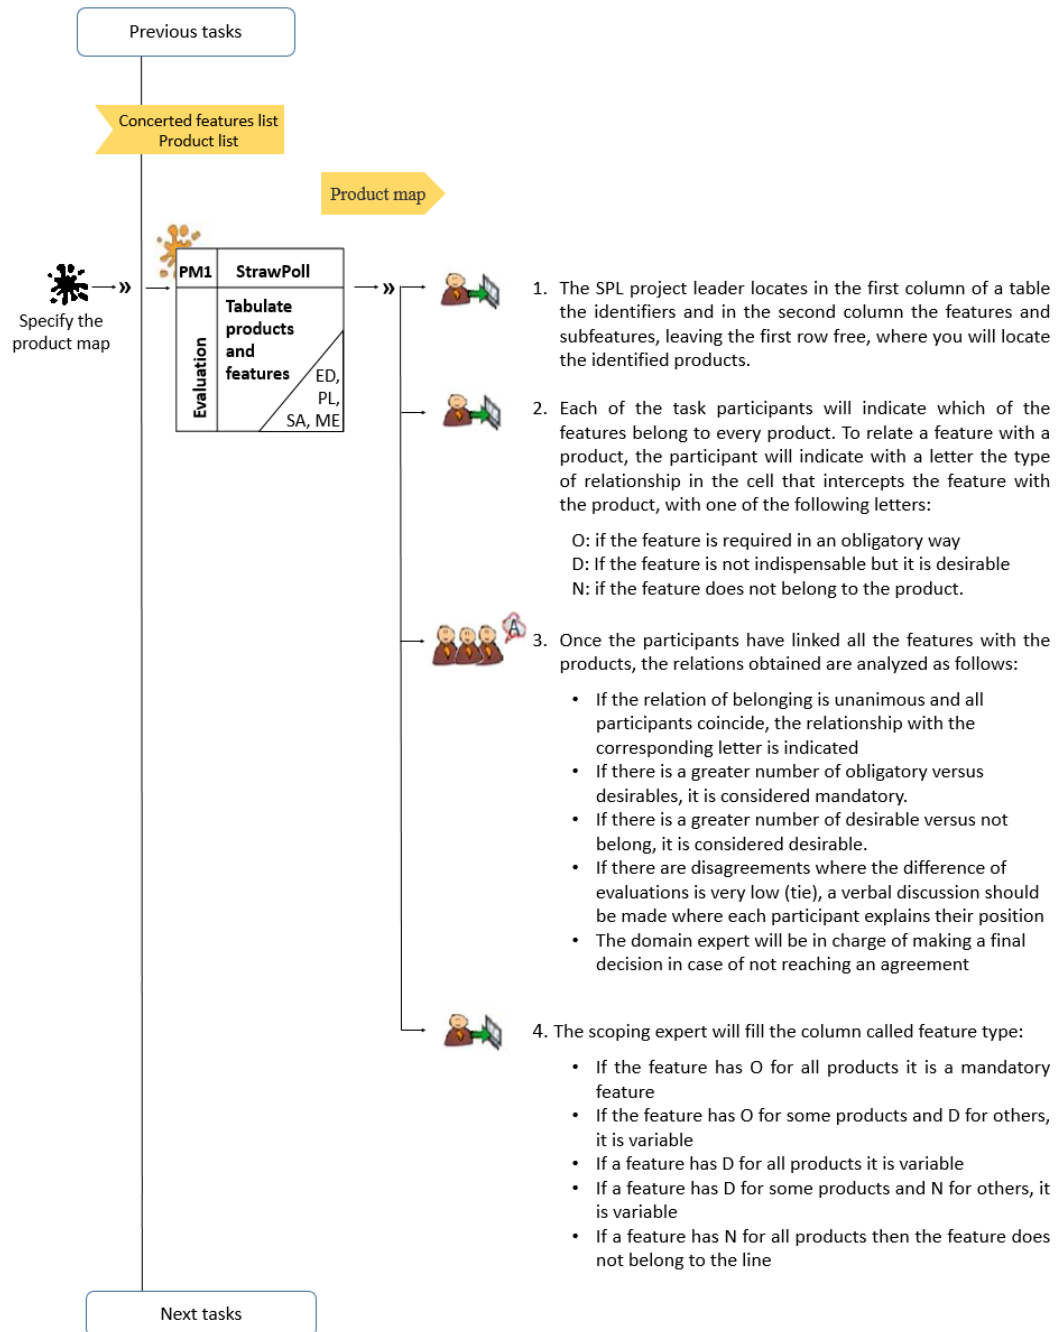 Previous tasks
Concerted features list
Product list
Product map
PM1
StrawPoll
Specify the
product map
»
»
Evaluation
Tabulate
products
and
features
ED,
PL,
SA, ME
1. The SPL project leader locates in the first column of a table
the identifiers and in the second column the features and
subfeatures, leaving the first row free, where you will locate
the identified products.
2. Each of the task participants will indicate which of the
features belong to every product. To relate a feature with a
product, the participant will indicate with a letter the type
of relationship in the cell that intercepts the feature with
the product, with one of the following letters:
O: if the feature is required in an obligatory way
D: If the feature is not indispensable but it is desirable
N: if the feature does not belong to the product.
A
3. Once the participants have linked all the features with the
products, the relations obtained are analyzed as follows:
• If the relation of belonging is unanimous and all
participants coincide, the relationship with the
corresponding letter is indicated
• If there is a greater number of obligatory versus
desirables, it is considered mandatory.
• If there is a greater number of desirable versus not
belong, it is considered desirable.
• If there are disagreements where the difference of
evaluations is very low (tie), a verbal discussion should
be made where each participant explains their position
• The domain expert will be in charge of making a final
decision in case of not reaching an agreement
4. The scoping expert will fill the column called feature type:
• If the feature has O for all products it is a mandatory
feature
• If the feature has O for some products and D for others,
it is variable
• If a feature has D for all products it is variable
• If a feature has D for some products and N for others, it
is variable
• If a feature has N for all products then the feature does
not belong to the line
Next tasks